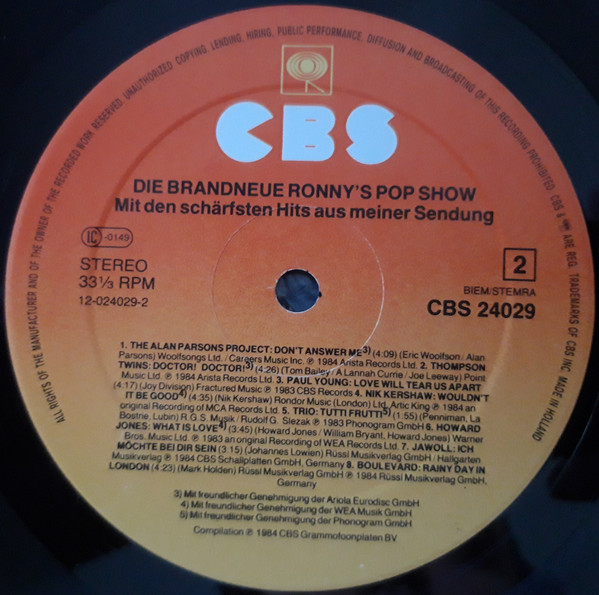 ALL RIGHTS OF THE MANUFACTURER AND OF THE OWNER OF THE RECORDED WORK RESERVED. UNAUTHORIZED COPYING, LENDING, HIRING, PUBLIC PERFORMANCE, DIFFUSION AND BROADCASTING OF THIS RECORDING PROHIBITED. CBS & ARE REG. TRADEMARKS OF CBS INC. MADE IN HOLLAND
CBS
DIE BRANDNEUE RONNY'S POP SHOW
Mit den schärfsten Hits aus meiner Sendung
IC -0149
STEREO
33⅓ RPM
12-024029-2
2
BIEM/STEMRA
CBS 24029
1. THE ALAN PARSONS PROJECT: DON'T ANSWER ME3) (4:09) (Eric Woolfson/Alan
Parsons) Woolfsongs Ltd./Careers Music Inc. ℗ 1984 Arista Records Ltd. 2. THOMPSON
TWINS: DOCTOR! DOCTOR!3) (4:26) (Tom Bailey/A Lannah Currie/Joe Leeway) Point
Music Ltd. ℗ 1984 Arista Records Ltd. 3. PAUL YOUNG: LOVE WILL TEAR US APART
(4:17) (Joy Division) Fractured Music ℗ 1983 CBS Records 4. NIK KERSHAW: WOULDN'T
IT BE GOOD4) (4:35) (Nik Kershaw) Rondor Music (London) Ltd, Artic King ℗ 1984 an
original Recording of MCA Records Ltd. 5. TRIO: TUTTI FRUTTI5) (1:55) (Penniman, La
Bostrie, Lubin) R.G.S. Musik/Rudolf G. Slezak ℗ 1983 Phonogram GmbH 6. HOWARD
JONES: WHAT IS LOVE4) (3:45) (Howard Jones/William Bryant, Howard Jones) Warner
Bros. Music Ltd. ℗ 1983 an original Recording of WEA Records Ltd. 7. JAWOLL: ICH
MÖCHTE BEI DIR SEIN (3:15) (Johannes Lowien) Rüssl Musikverlag GmbH./Hallgarten
Musikverlag ℗ 1984 CBS Schallplatten GmbH, Germany 8. BOULEVARD: RAINY DAY IN
LONDON (4:23) (Mark Holden) Rüssl Musikverlag GmbH ℗ 1984 Rüssl Musikverlag GmbH,
Germany
3) Mit freundlicher Genehmigung der Ariola Eurodisc GmbH
4) Mit freundlicher Genehmigung der WEA Musik GmbH
5) Mit freundlicher Genehmigung der Phonogram GmbH
Compilation ℗ 1984 CBS Grammofoonplaten BV